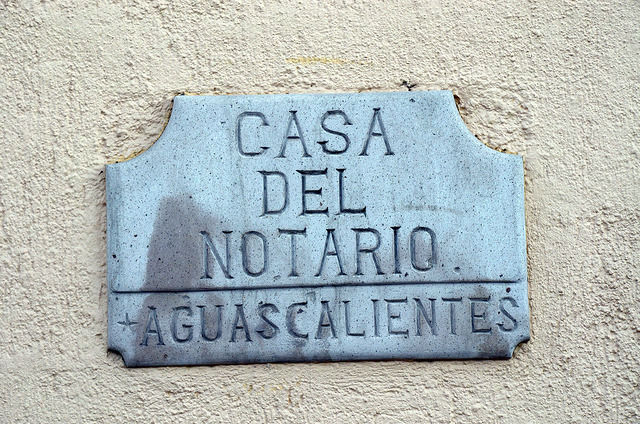 CASA
DEL
NOTARIO
+AGUASCALIENTES